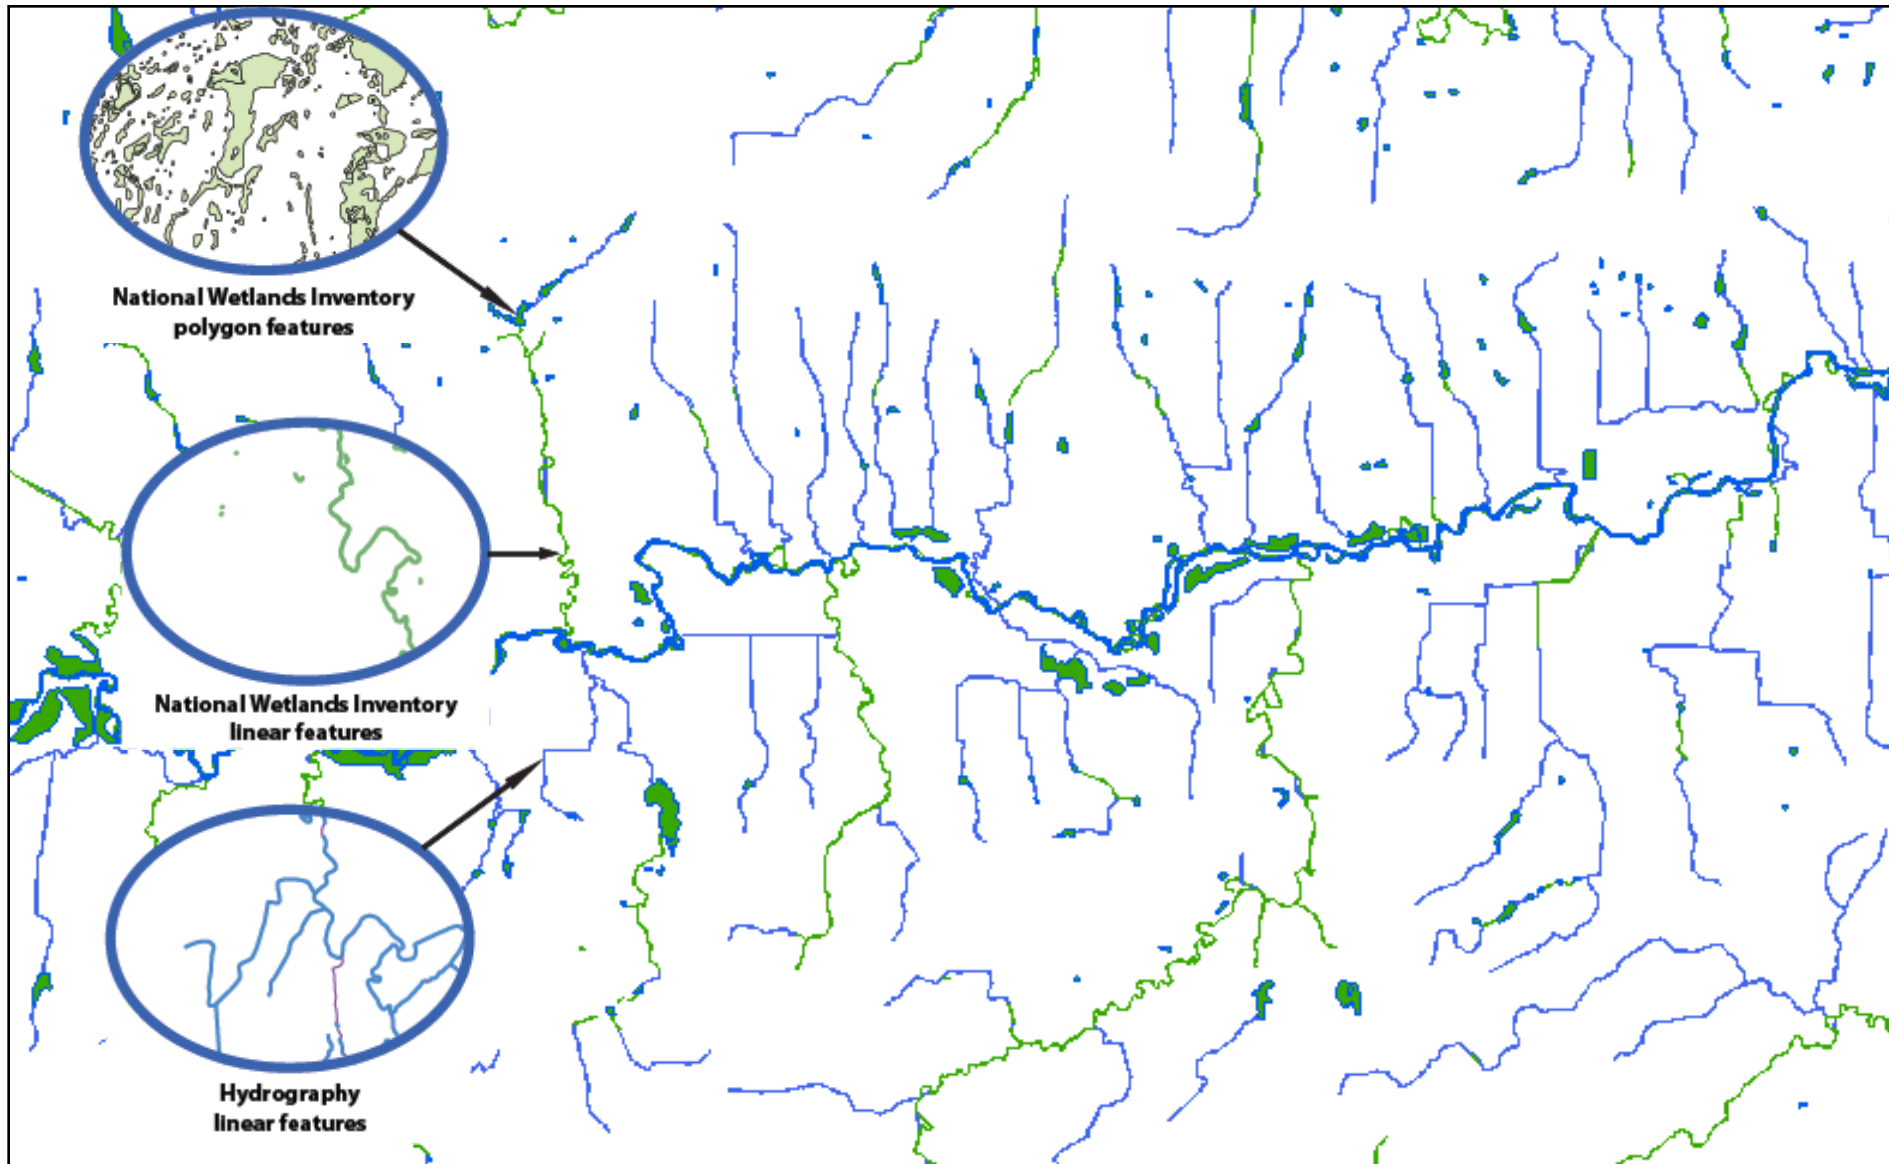 National Wetlands Inventory
polygon features
National Wetlands Inventory
linear features
Hydrography
linear features